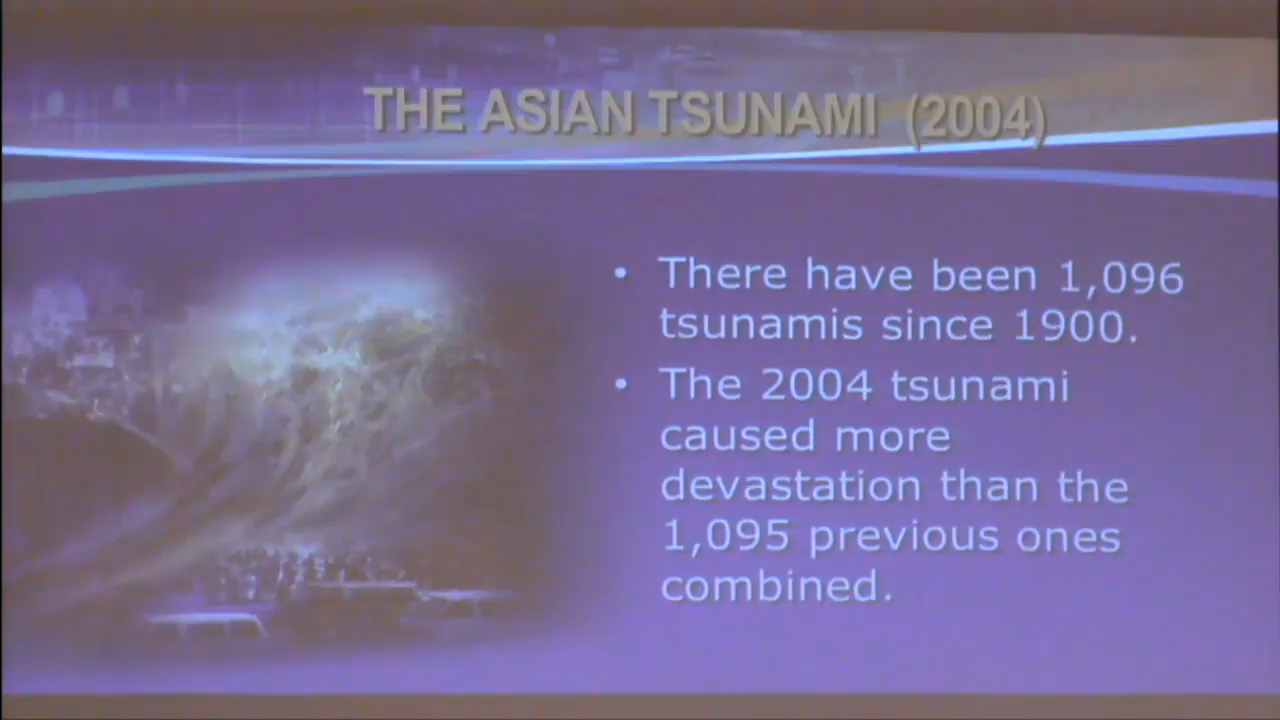 THE ASIAN TSUNAMI (2004)
• There have been 1,096
tsunamis since 1900.
• The 2004 tsunami
caused more
devastation than the
1,095 previous ones
combined.